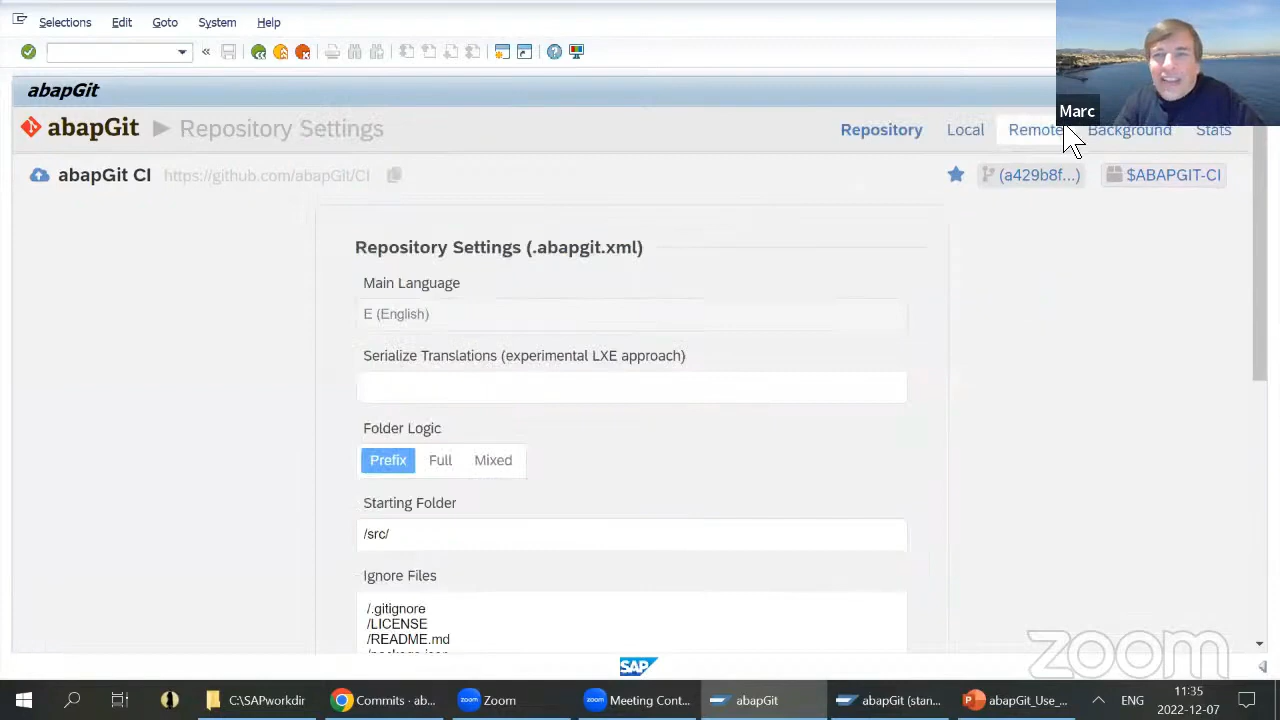 Selections Edit Goto System Help
abapGit
abapGit Repository Settings
Repository Local Remote Background Stats
Marc
abapGit CI https://github.com/abapGit/CI
(a429b8f...) $ABAPGIT-CI
Repository Settings (.abapgit.xml)
Main Language
E (English)
Serialize Translations (experimental LXE approach)
Folder Logic
Prefix Full Mixed
Starting Folder
/src/
Ignore Files
/.gitignore
/LICENSE
/README.md
zoom
SAP
C:\SAPworkdir
Commits · ab...
Zoom
Meeting Cont...
abapGit
abapGit (stan...
abapGit_Use_...
ENG
11:35
2022-12-07